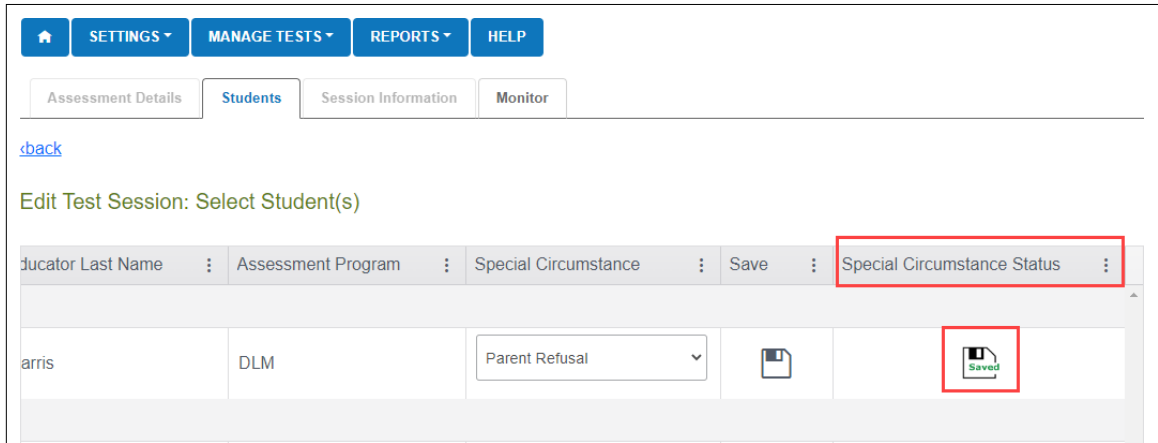 SETTINGS MANAGE TESTS REPORTS HELP
Assessment Details Students Session Information Monitor
‹back
Edit Test Session: Select Student(s)
ducator Last Name Assessment Program Special Circumstance Save Special Circumstance Status
arris DLM Parent Refusal Saved